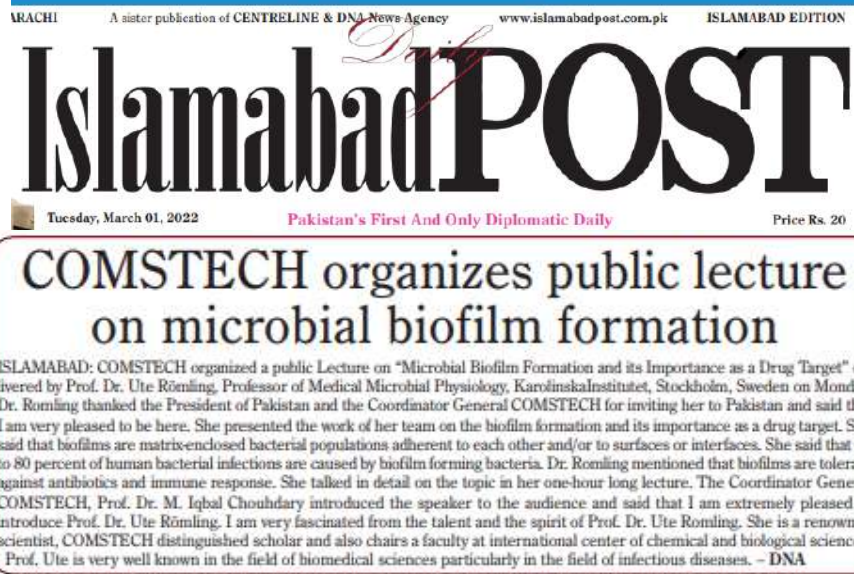 ARACHI A sister publication of CENTRELINE & DNA News Agency www.islamabadpost.com.pk ISLAMABAD EDITION
Daily
Islamabad POST
Tuesday, March 01, 2022 Pakistan's First And Only Diplomatic Daily Price Rs. 20
COMSTECH organizes public lecture
on microbial biofilm formation
ISLAMABAD: COMSTECH organized a public Lecture on "Microbial Biofilm Formation and its Importance as a Drug Target"
ivered by Prof. Dr. Ute Römling, Professor of Medical Microbial Physiology, KarolinskaInstitutet, Stockholm, Sweden on Mond
Dr. Romling thanked the President of Pakistan and the Coordinator General COMSTECH for inviting her to Pakistan and said th
I am very pleased to be here. She presented the work of her team on the biofilm formation and its importance as a drug target. S
said that biofilms are matrix-enclosed bacterial populations adherent to each other and/or to surfaces or interfaces. She said that
to 80 percent of human bacterial infections are caused by biofilm forming bacteria. Dr. Romling mentioned that biofilms are tolera
against antibiotics and immune response. She talked in detail on the topic in her one-hour long lecture. The Coordinator Gene
COMSTECH, Prof. Dr. M. Iqbal Chouhdary introduced the speaker to the audience and said that I am extremely pleased
introduce Prof. Dr. Ute Römling. I am very fascinated from the talent and the spirit of Prof. Dr. Ute Romling. She is a renown
scientist, COMSTECH distinguished scholar and also chairs a faculty at international center of chemical and biological science
Prof. Ute is very well known in the field of biomedical sciences particularly in the field of infectious diseases. – DNA